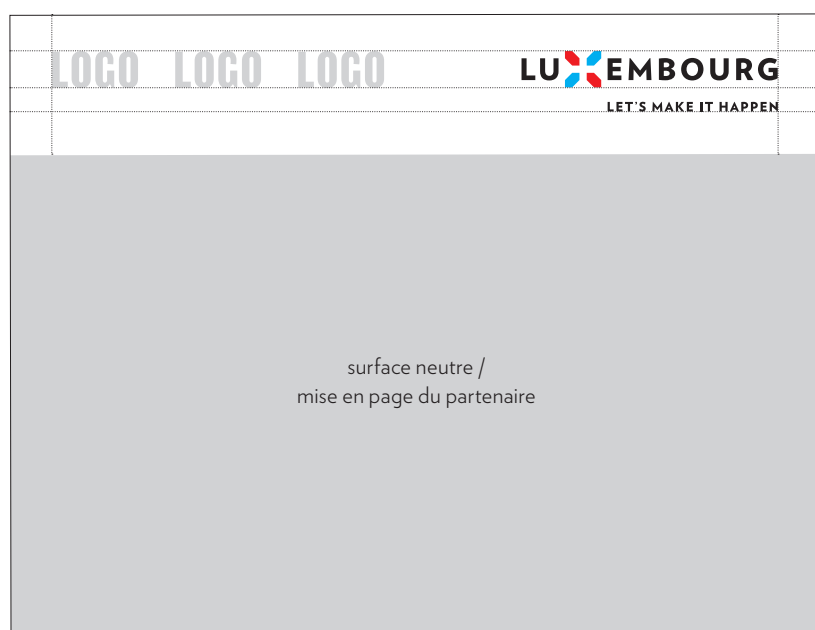 LOGO LOGO LOGO LUXEMBOURG
LET'S MAKE IT HAPPEN
surface neutre /
mise en page du partenaire